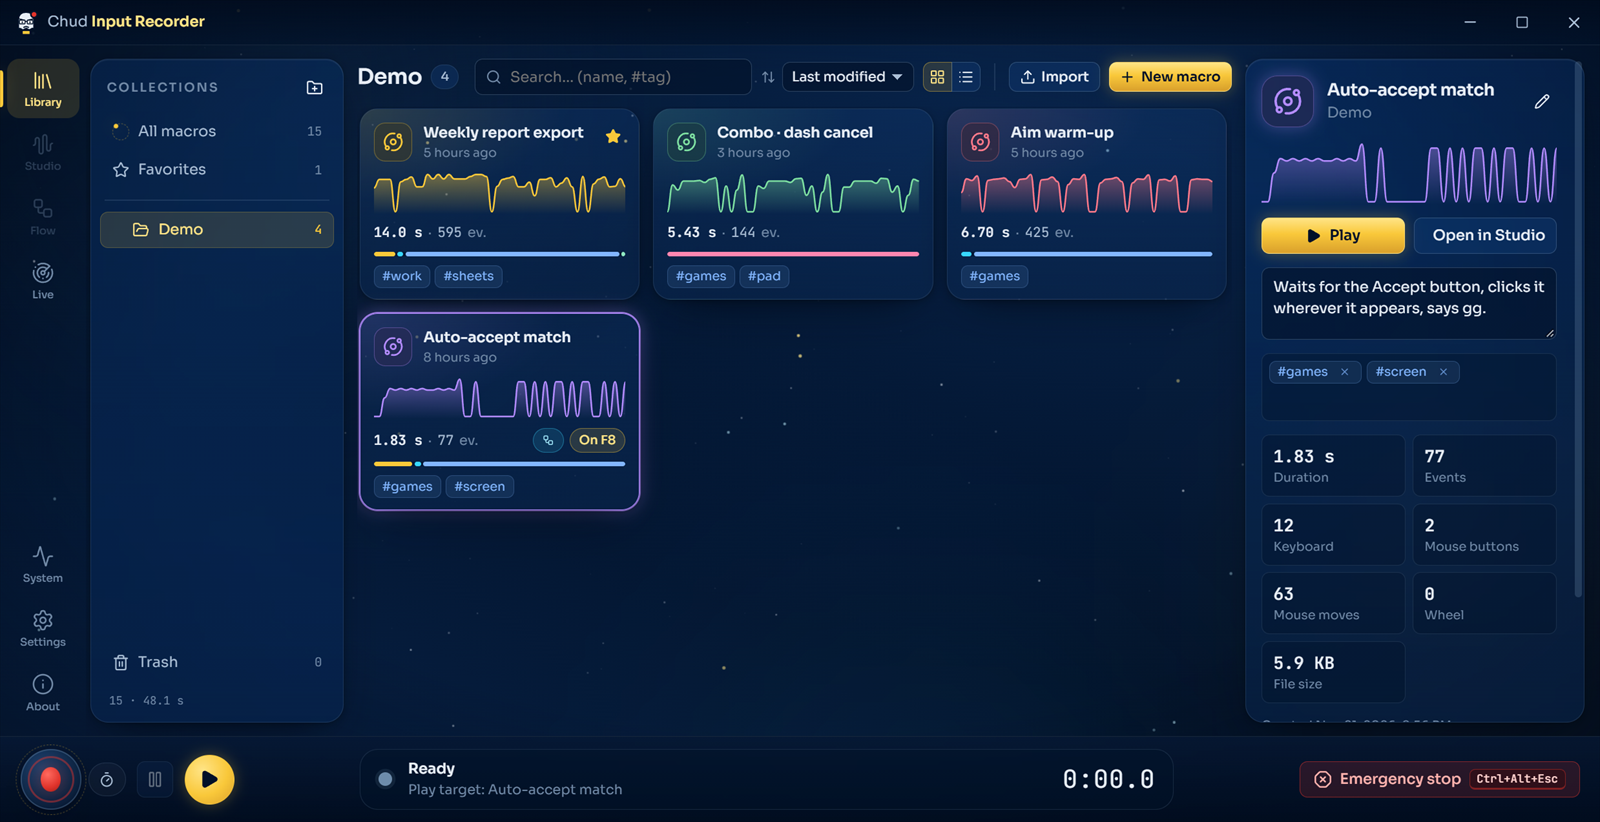 Chud Input Recorder
Library
Studio
Flow
Live
System
Settings
About
COLLECTIONS
All macros 15
Favorites 1
Demo 4
Trash 0
15 · 48.1 s
Demo 4
Search... (name, #tag)
Last modified
Import
+ New macro
Weekly report export
5 hours ago
14.0 s · 595 ev.
#work #sheets
Combo · dash cancel
3 hours ago
5.43 s · 144 ev.
#games #pad
Aim warm-up
5 hours ago
6.70 s · 425 ev.
#games
Auto-accept match
8 hours ago
1.83 s · 77 ev.
On F8
#games #screen
Auto-accept match
Demo
Play
Open in Studio
Waits for the Accept button, clicks it
wherever it appears, says gg.
#games × #screen ×
1.83 s
Duration
77
Events
12
Keyboard
2
Mouse buttons
63
Mouse moves
0
Wheel
5.9 KB
File size
Ready
Play target: Auto-accept match
0:00.0
Emergency stop Ctrl+Alt+Esc